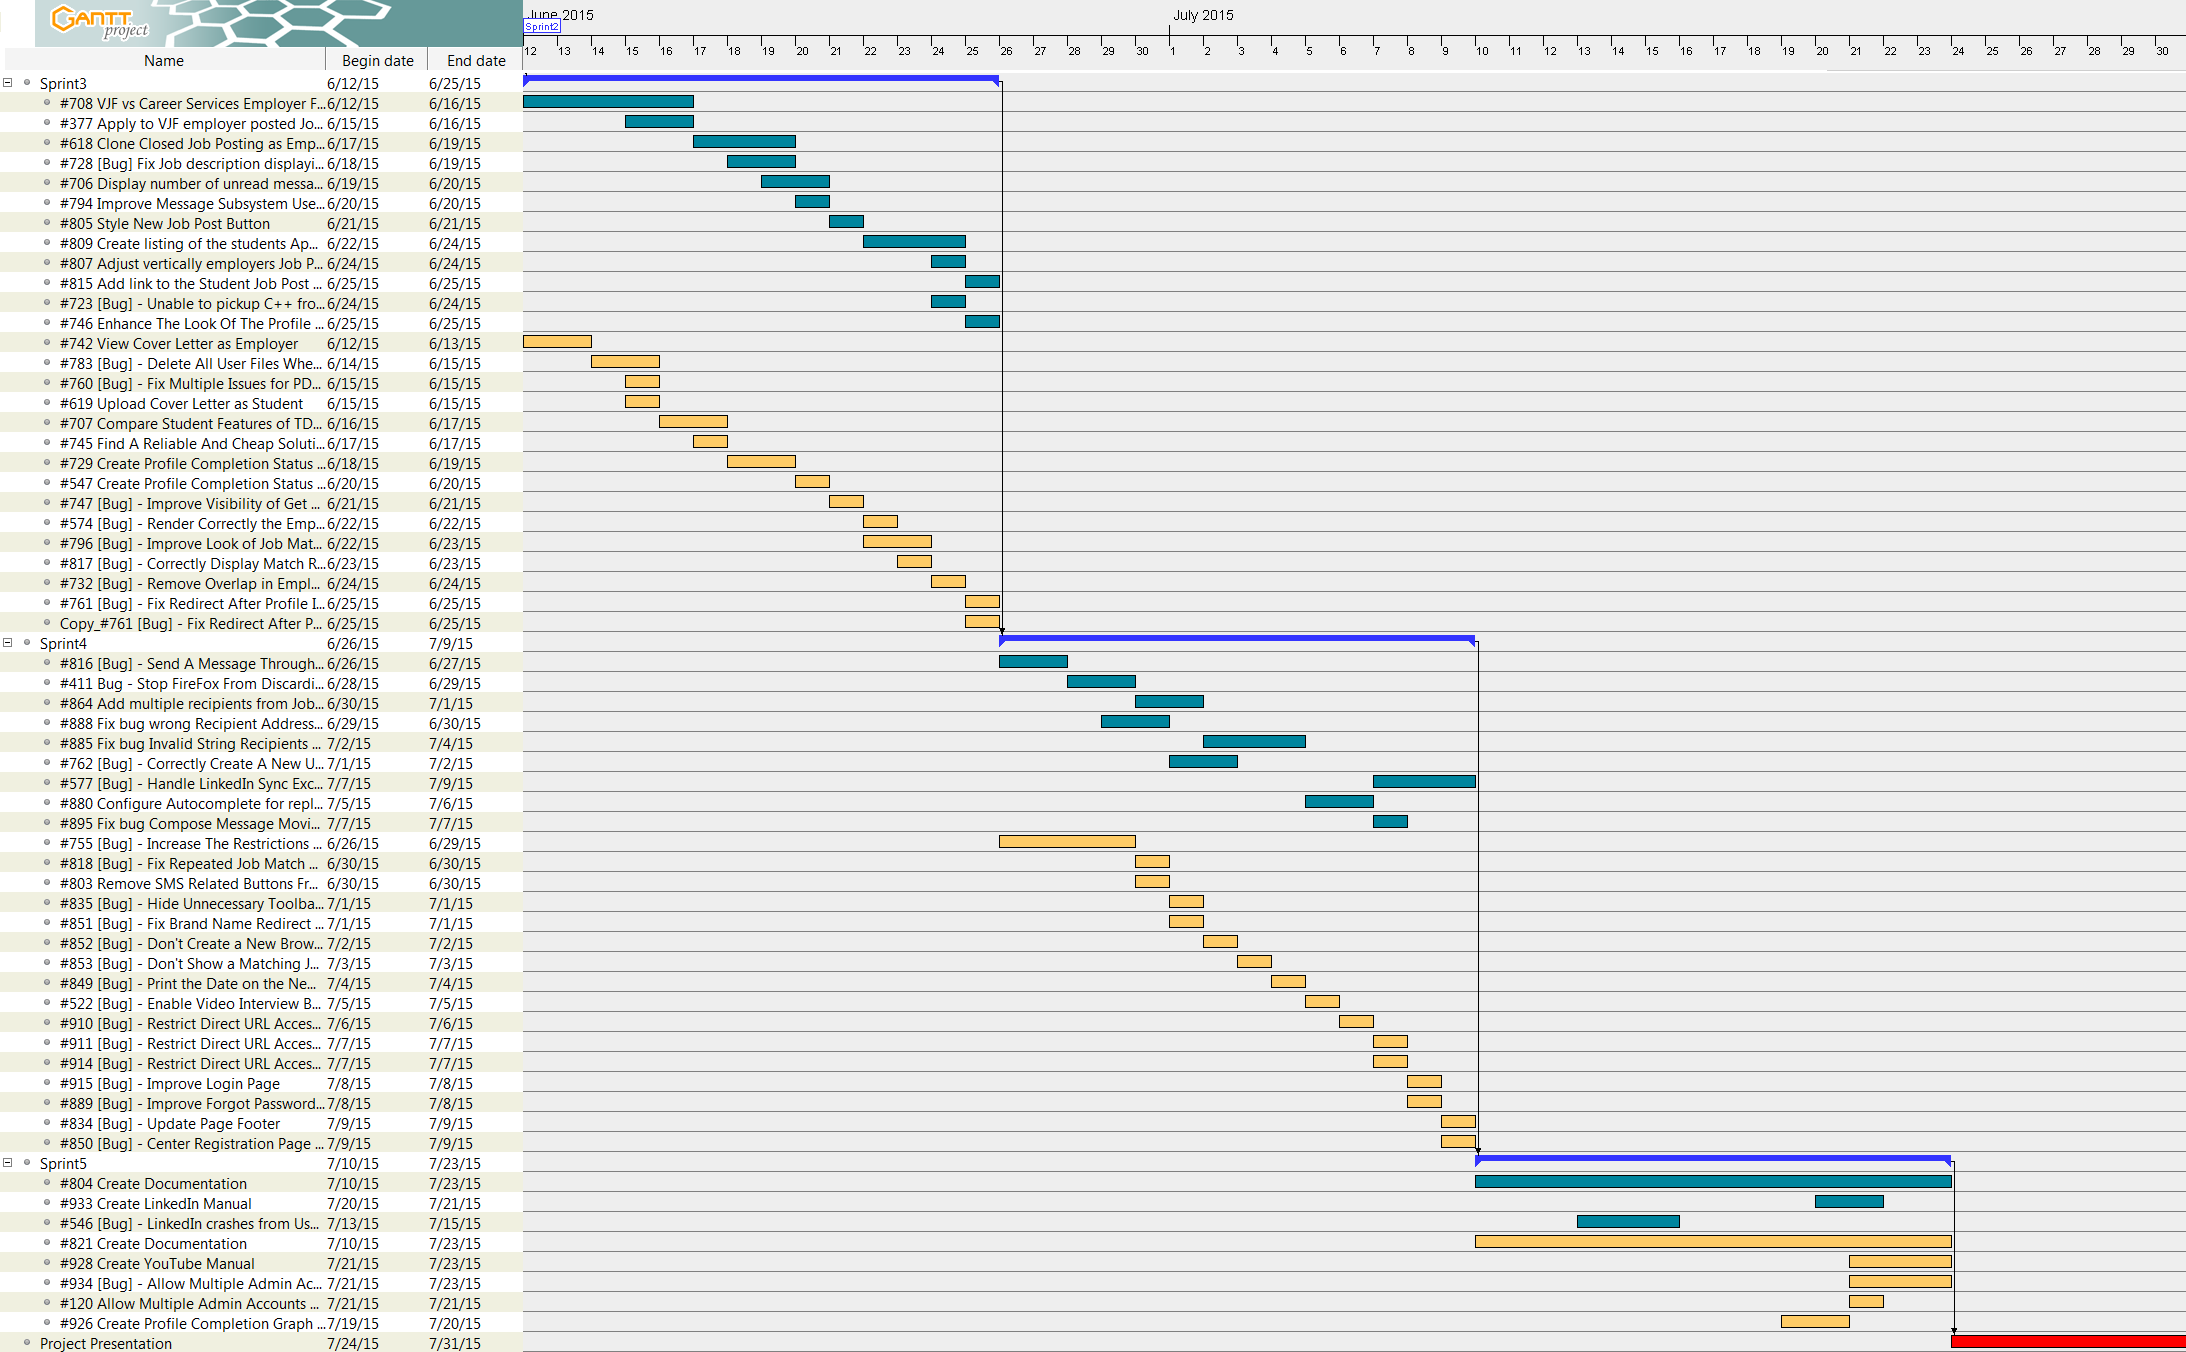 GANTT
project
June 2015 July 2015
Sprint2
12 13 14 15 16 17 18 19 20 21 22 23 24 25 26 27 28 29 30 1 2 3 4 5 6 7 8 9 10 11 12 13 14 15 16 17 18 19 20 21 22 23 24 25 26 27 28 29 30
Name Begin date End date
Sprint3 6/12/15 6/25/15
#708 VJF vs Career Services Employer F... 6/12/15 6/16/15
#377 Apply to VJF employer posted Jo... 6/15/15 6/16/15
#618 Clone Closed Job Posting as Emp... 6/17/15 6/19/15
#728 [Bug] Fix Job description displayi... 6/18/15 6/19/15
#706 Display number of unread messa... 6/19/15 6/20/15
#794 Improve Message Subsystem Use... 6/20/15 6/20/15
#805 Style New Job Post Button 6/21/15 6/21/15
#809 Create listing of the students Ap... 6/22/15 6/24/15
#807 Adjust vertically employers Job P... 6/24/15 6/24/15
#815 Add link to the Student Job Post ... 6/25/15 6/25/15
#723 [Bug] - Unable to pickup C++ fro... 6/24/15 6/24/15
#746 Enhance The Look Of The Profile ... 6/25/15 6/25/15
#742 View Cover Letter as Employer 6/12/15 6/13/15
#783 [Bug] - Delete All User Files Whe... 6/14/15 6/15/15
#760 [Bug] - Fix Multiple Issues for PD... 6/15/15 6/15/15
#619 Upload Cover Letter as Student 6/15/15 6/15/15
#707 Compare Student Features of TD... 6/16/15 6/17/15
#745 Find A Reliable And Cheap Soluti... 6/17/15 6/17/15
#729 Create Profile Completion Status ... 6/18/15 6/19/15
#547 Create Profile Completion Status ... 6/20/15 6/20/15
#747 [Bug] - Improve Visibility of Get ... 6/21/15 6/21/15
#574 [Bug] - Render Correctly the Emp... 6/22/15 6/22/15
#796 [Bug] - Improve Look of Job Mat... 6/22/15 6/23/15
#817 [Bug] - Correctly Display Match R... 6/23/15 6/23/15
#732 [Bug] - Remove Overlap in Empl... 6/24/15 6/24/15
#761 [Bug] - Fix Redirect After Profile I... 6/25/15 6/25/15
Copy_#761 [Bug] - Fix Redirect After P... 6/25/15 6/25/15
Sprint4 6/26/15 7/9/15
#816 [Bug] - Send A Message Through... 6/26/15 6/27/15
#411 Bug - Stop FireFox From Discardi... 6/28/15 6/29/15
#864 Add multiple recipients from Job... 6/30/15 7/1/15
#888 Fix bug wrong Recipient Address... 6/29/15 6/30/15
#885 Fix bug Invalid String Recipients ... 7/2/15 7/4/15
#762 [Bug] - Correctly Create A New U... 7/1/15 7/2/15
#577 [Bug] - Handle LinkedIn Sync Exc... 7/7/15 7/9/15
#880 Configure Autocomplete for repl... 7/5/15 7/6/15
#895 Fix bug Compose Message Movi... 7/7/15 7/7/15
#755 [Bug] - Increase The Restrictions ... 6/26/15 6/29/15
#818 [Bug] - Fix Repeated Job Match ... 6/30/15 6/30/15
#803 Remove SMS Related Buttons Fr... 6/30/15 6/30/15
#835 [Bug] - Hide Unnecessary Toolba... 7/1/15 7/1/15
#851 [Bug] - Fix Brand Name Redirect ... 7/1/15 7/1/15
#852 [Bug] - Don't Create a New Brow... 7/2/15 7/2/15
#853 [Bug] - Don't Show a Matching J... 7/3/15 7/3/15
#849 [Bug] - Print the Date on the Ne... 7/4/15 7/4/15
#522 [Bug] - Enable Video Interview B... 7/5/15 7/5/15
#910 [Bug] - Restrict Direct URL Acces... 7/6/15 7/6/15
#911 [Bug] - Restrict Direct URL Acces... 7/7/15 7/7/15
#914 [Bug] - Restrict Direct URL Acces... 7/7/15 7/7/15
#915 [Bug] - Improve Login Page 7/8/15 7/8/15
#889 [Bug] - Improve Forgot Password... 7/8/15 7/8/15
#834 [Bug] - Update Page Footer 7/9/15 7/9/15
#850 [Bug] - Center Registration Page ... 7/9/15 7/9/15
Sprint5 7/10/15 7/23/15
#804 Create Documentation 7/10/15 7/23/15
#933 Create LinkedIn Manual 7/20/15 7/21/15
#546 [Bug] - LinkedIn crashes from Us... 7/13/15 7/15/15
#821 Create Documentation 7/10/15 7/23/15
#928 Create YouTube Manual 7/21/15 7/23/15
#934 [Bug] - Allow Multiple Admin Ac... 7/21/15 7/23/15
#120 Allow Multiple Admin Accounts ... 7/21/15 7/21/15
#926 Create Profile Completion Graph ... 7/19/15 7/20/15
Project Presentation 7/24/15 7/31/15